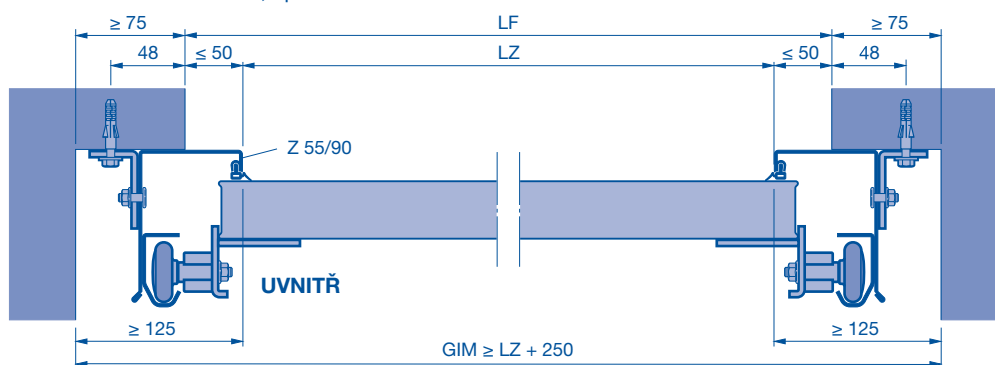 ≥ 75 LF ≥ 75
48 ≤ 50 LZ ≤ 50 48
Z 55/90
UVNITŘ
≥ 125 ≥ 125
GIM ≥ LZ + 250